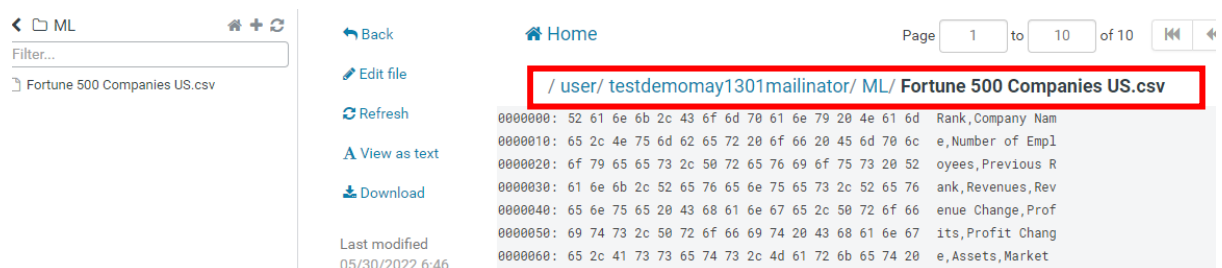 ML
Filter...
Fortune 500 Companies US.csv
Back
Edit file
Refresh
View as text
Download
Last modified
05/30/2022 6:46
Home
Page 1 to 10 of 10
/ user/ testdemomay1301mailinator/ ML/ Fortune 500 Companies US.csv
0000000: 52 61 6e 6b 2c 43 6f 6d 70 61 6e 79 20 4e 61 6d Rank,Company Nam
0000010: 65 2c 4e 75 6d 62 65 72 20 6f 66 20 45 6d 70 6c e,Number of Empl
0000020: 6f 79 65 65 73 2c 50 72 65 76 69 6f 75 73 20 52 oyees,Previous R
0000030: 61 6e 6b 2c 52 65 76 65 6e 75 65 73 2c 52 65 76 ank,Revenues,Rev
0000040: 65 6e 75 65 20 43 68 61 6e 67 65 2c 50 72 6f 66 enue Change,Prof
0000050: 69 74 73 2c 50 72 6f 66 69 74 20 43 68 61 6e 67 its,Profit Chang
0000060: 65 2c 41 73 73 65 74 73 2c 4d 61 72 6b 65 74 20 e,Assets,Market